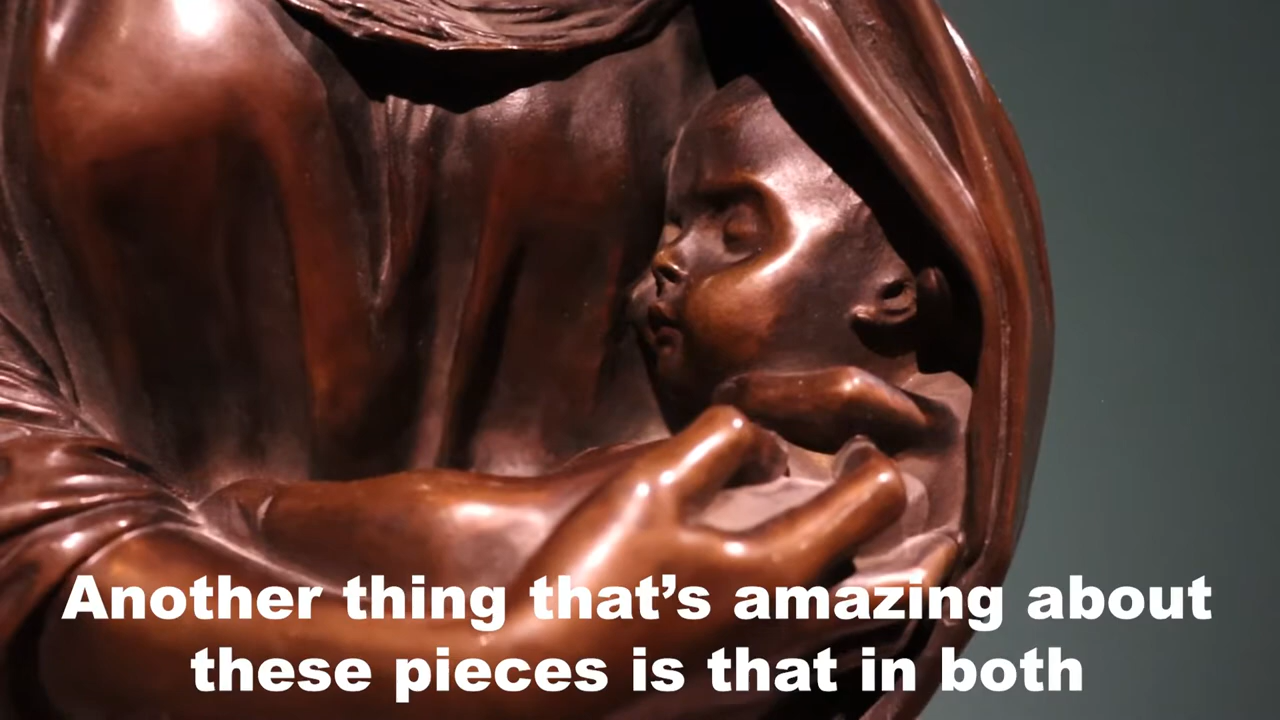 Another thing that’s amazing about
these pieces is that in both